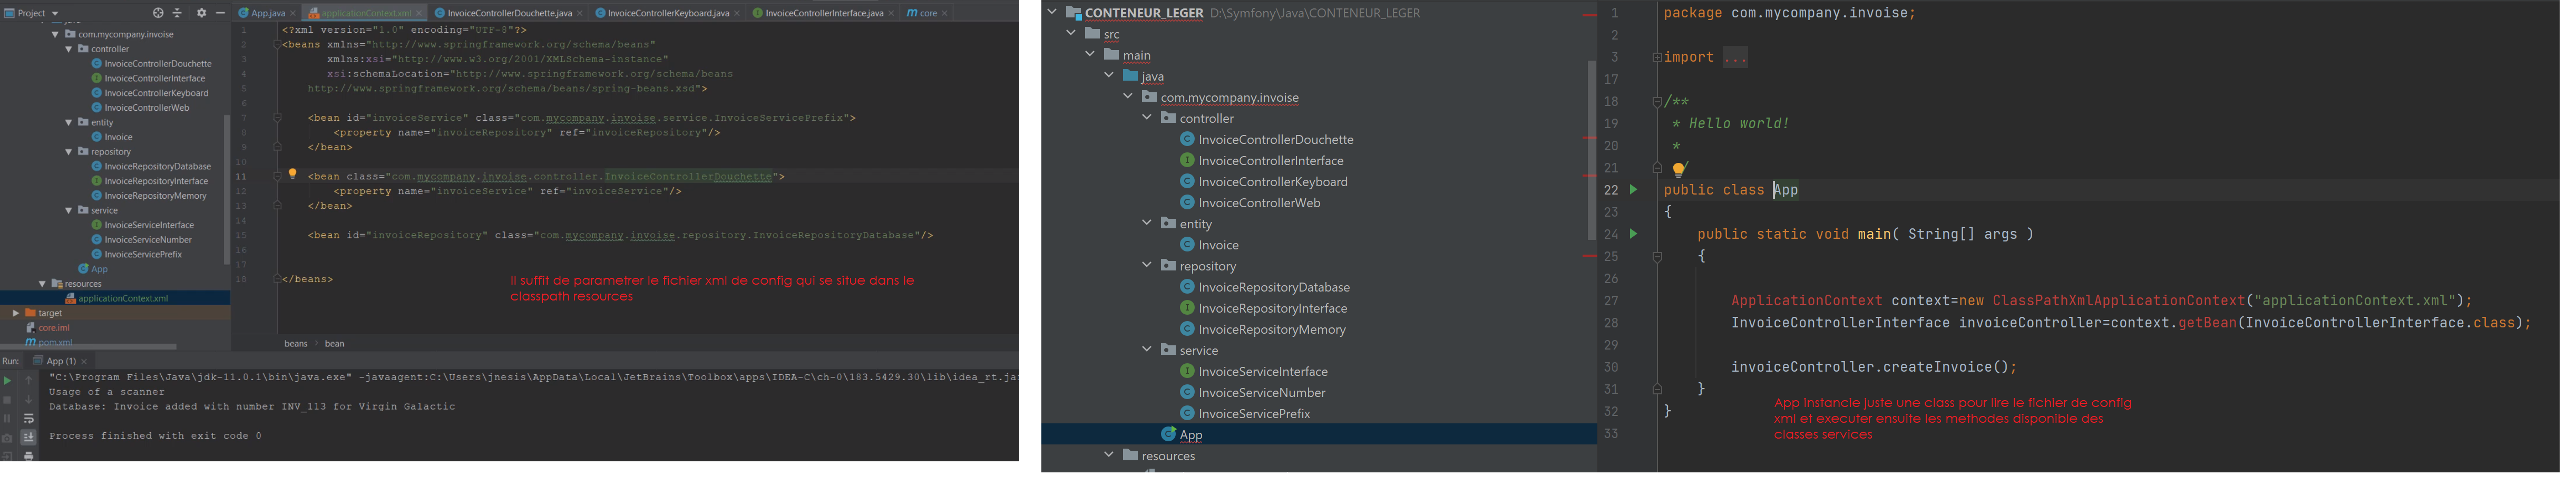 Project
App.java
applicationContext.xml
InvoiceControllerDouchette.java
InvoiceControllerKeyboard.java
InvoiceControllerInterface.java
core
com.mycompany.invoise
controller
InvoiceControllerDouchette
InvoiceControllerInterface
InvoiceControllerKeyboard
InvoiceControllerWeb
entity
Invoice
repository
InvoiceRepositoryDatabase
InvoiceRepositoryInterface
InvoiceRepositoryMemory
service
InvoiceServiceInterface
InvoiceServiceNumber
InvoiceServicePrefix
App
resources
applicationContext.xml
target
core.iml
pom.xml
1 <?xml version="1.0" encoding="UTF-8"?>
2 <beans xmlns="http://www.springframework.org/schema/beans"
3 xmlns:xsi="http://www.w3.org/2001/XMLSchema-instance"
4 xsi:schemaLocation="http://www.springframework.org/schema/beans
5 http://www.springframework.org/schema/beans/spring-beans.xsd">
6
7 <bean id="invoiceService" class="com.mycompany.invoise.service.InvoiceServicePrefix">
8 <property name="invoiceRepository" ref="invoiceRepository"/>
9 </bean>
10
11 <bean class="com.mycompany.invoise.controller.InvoiceControllerDouchette">
12 <property name="invoiceService" ref="invoiceService"/>
13 </bean>
14
15 <bean id="invoiceRepository" class="com.mycompany.invoise.repository.InvoiceRepositoryDatabase"/>
16
17
18 </beans>
Il suffit de parametrer le fichier xml de config qui se situe dans le
classpath resources
beans > bean
Run: App (1)
"C:\Program Files\Java\jdk-11.0.1\bin\java.exe" -javaagent:C:\Users\jnesis\AppData\Local\JetBrains\Toolbox\apps\IDEA-C\ch-0\183.5429.30\lib\idea_rt.ja
Usage of a scanner
Database: Invoice added with number INV_113 for Virgin Galactic
Process finished with exit code 0
CONTENEUR_LEGER D:\Symfony\Java\CONTENEUR_LEGER
src
main
java
com.mycompany.invoise
controller
InvoiceControllerDouchette
InvoiceControllerInterface
InvoiceControllerKeyboard
InvoiceControllerWeb
entity
Invoice
repository
InvoiceRepositoryDatabase
InvoiceRepositoryInterface
InvoiceRepositoryMemory
service
InvoiceServiceInterface
InvoiceServiceNumber
InvoiceServicePrefix
App
resources
1 package com.mycompany.invoise;
2
3 import ...
17
18 /**
19 * Hello world!
20 *
21 */
22 public class App
23 {
24 public static void main( String[] args )
25 {
26
27 ApplicationContext context=new ClassPathXmlApplicationContext("applicationContext.xml");
28 InvoiceControllerInterface invoiceController=context.getBean(InvoiceControllerInterface.class);
29
30 invoiceController.createInvoice();
31 }
32 }
33
App instancie juste une class pour lire le fichier de config
xml et executer ensuite les methodes disponible des
classes services